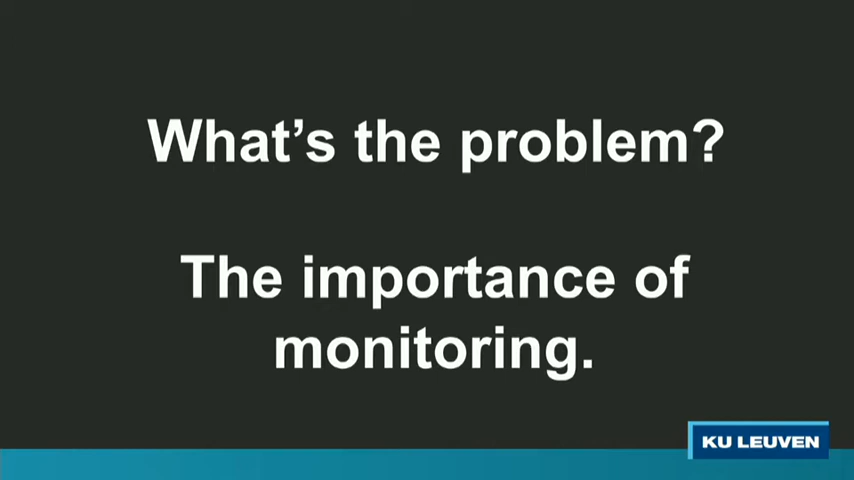 What’s the problem?
The importance of
monitoring.
KU LEUVEN